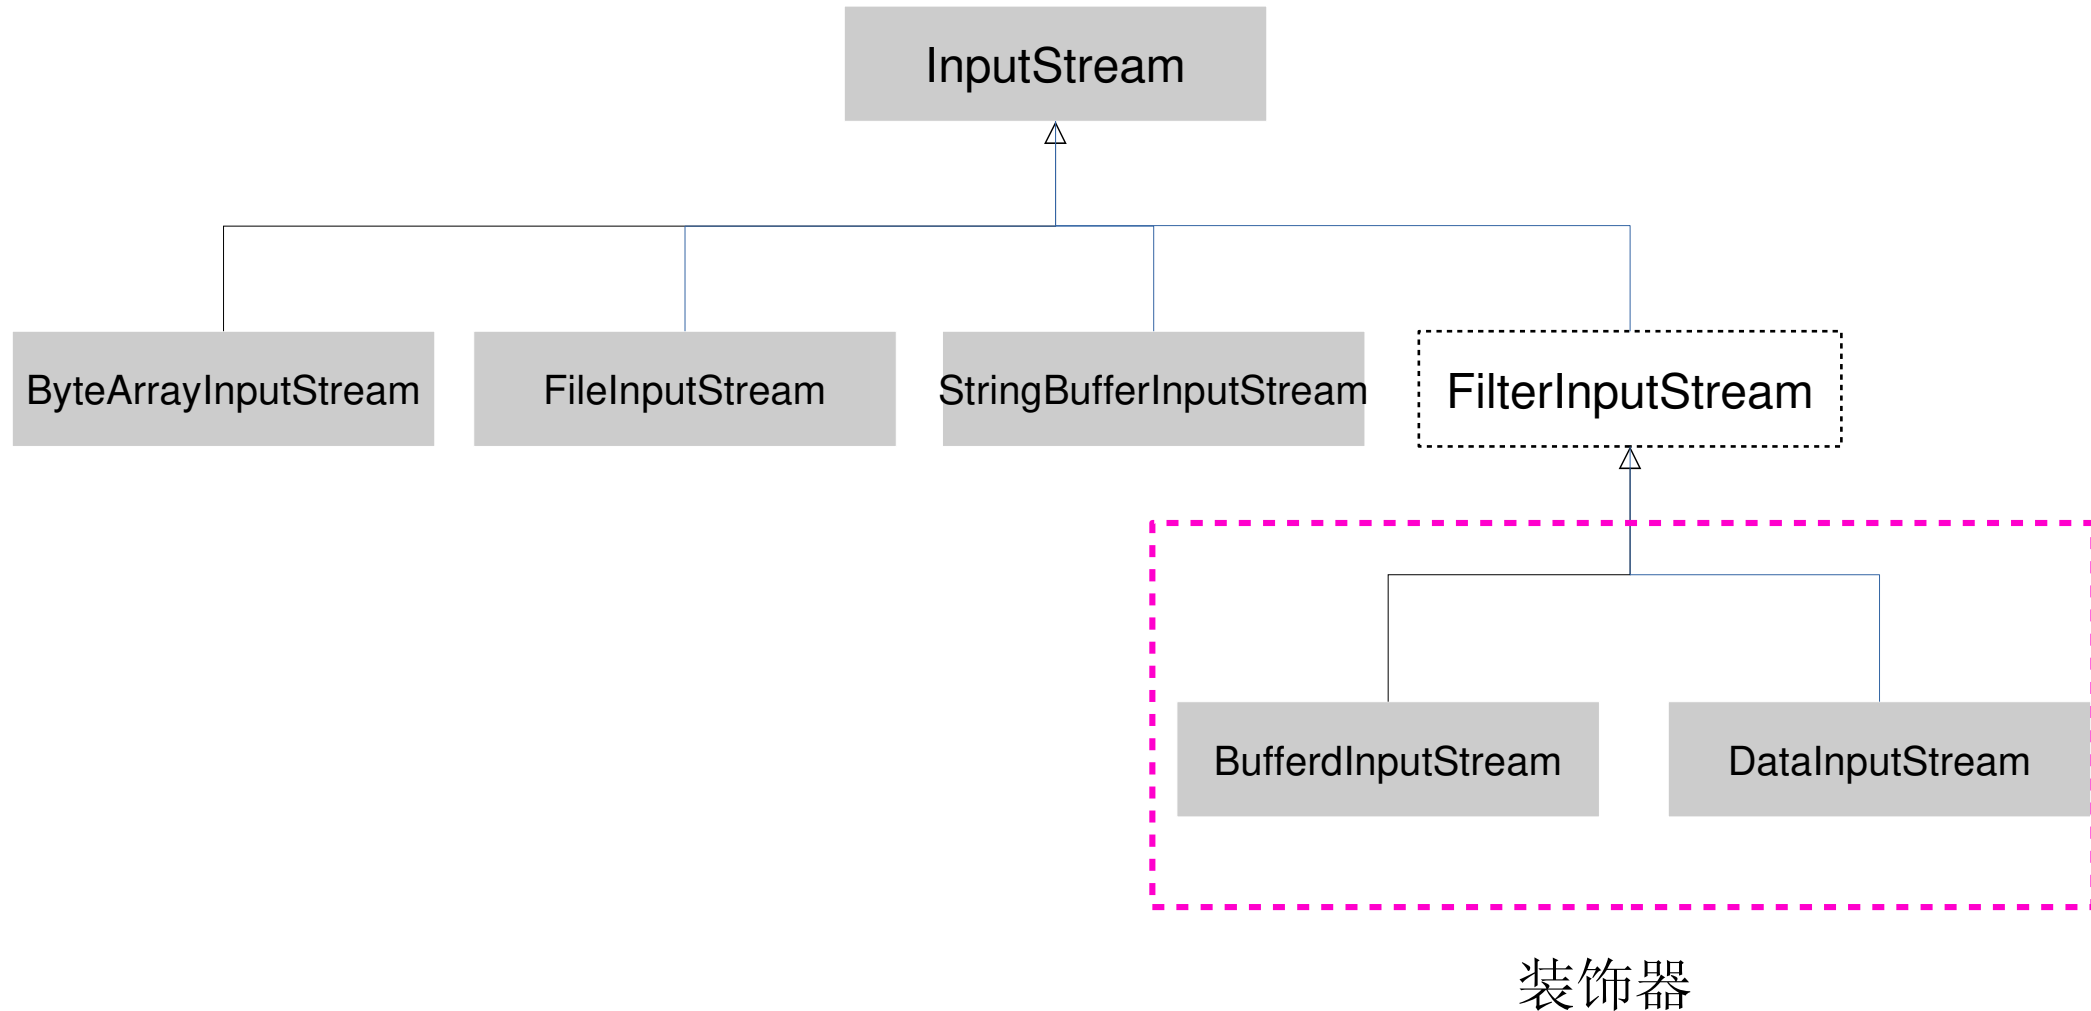 InputStream
ByteArrayInputStream
FileInputStream
StringBufferInputStream
FilterInputStream
BufferdInputStream
DataInputStream
装饰器